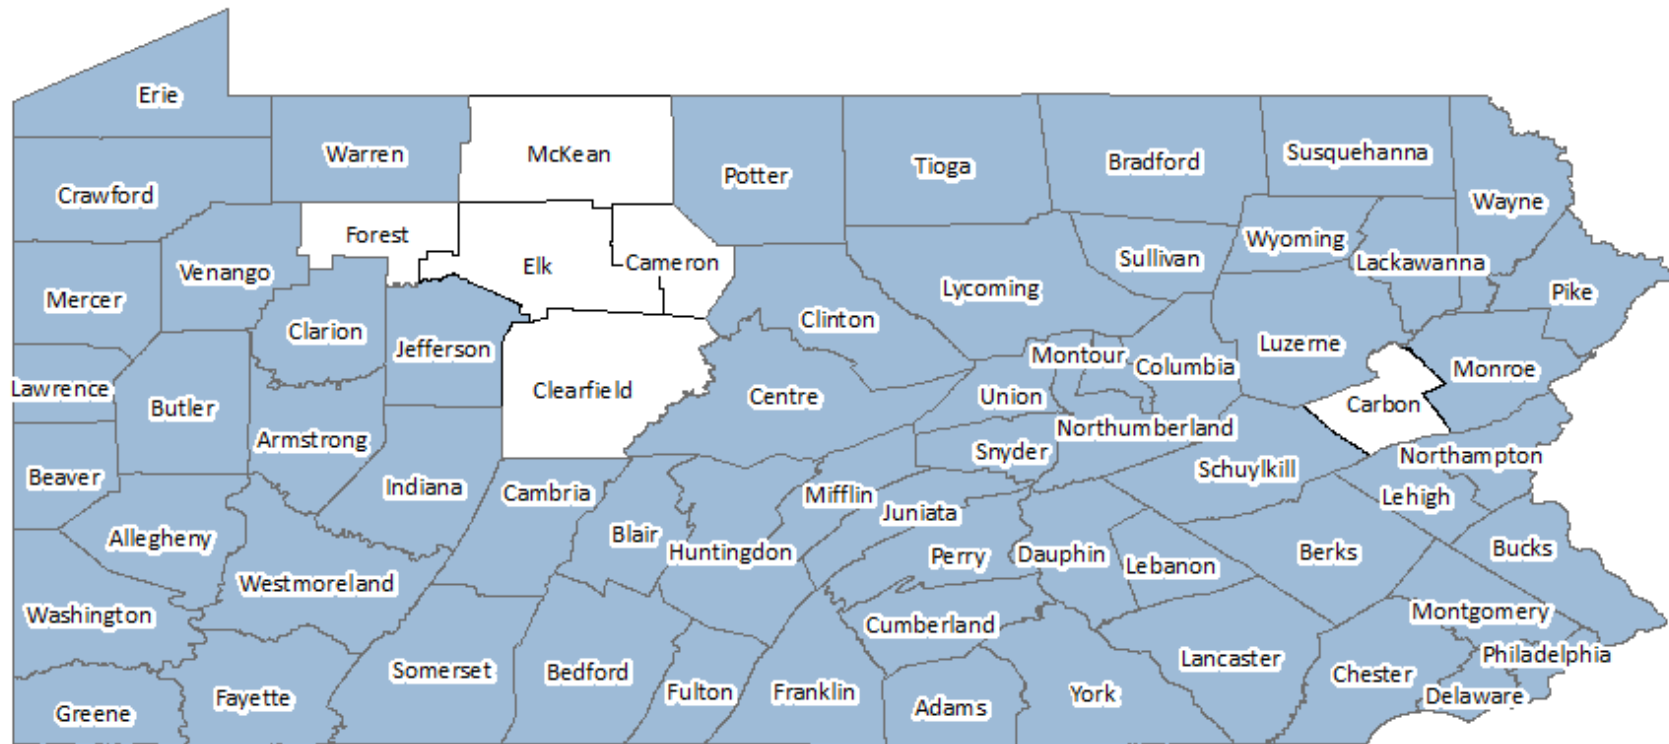 Erie
Warren
McKean
Potter
Tioga
Bradford
Susquehanna
Wayne
Crawford
Forest
Venango
Elk
Cameron
Sullivan
Wyoming
Lackawanna
Mercer
Clarion
Jefferson
Lycoming
Clinton
Pike
Lawrence
Butler
Clearfield
Centre
Montour
Columbia
Luzerne
Monroe
Union
Carbon
Armstrong
Northumberland
Beaver
Indiana
Cambria
Snyder
Schuylkill
Northampton
Mifflin
Lehigh
Allegheny
Blair
Huntingdon
Juniata
Perry
Dauphin
Lebanon
Berks
Bucks
Westmoreland
Washington
Cumberland
Montgomery
Somerset
Bedford
Fulton
Franklin
Lancaster
Chester
Philadelphia
Greene
Fayette
Adams
York
Delaware